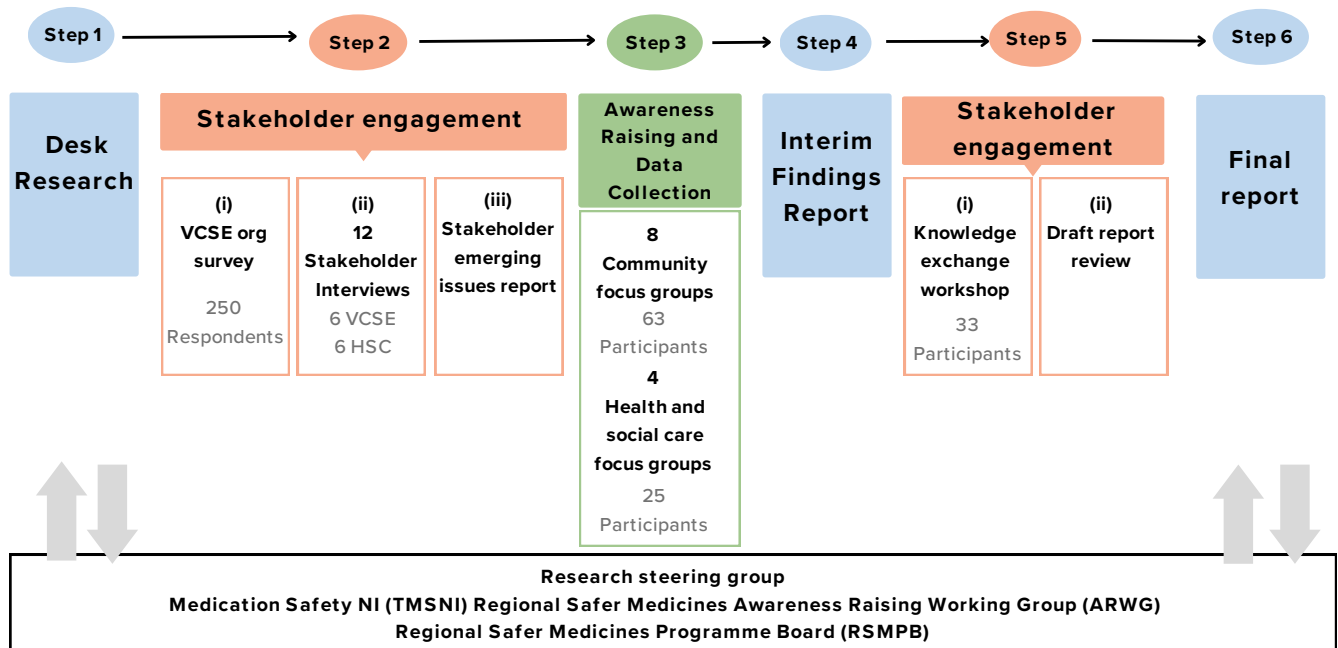 Step 1
Step 2
Step 3
Step 4
Step 5
Step 6
Desk
Research
Stakeholder engagement
(i)
VCSE org
survey
250
Respondents
(ii)
12
Stakeholder
Interviews
6 VCSE
6 HSC
(iii)
Stakeholder
emerging
issues report
Awareness
Raising and
Data
Collection
8
Community
focus groups
63
Participants
4
Health and
social care
focus groups
25
Participants
Interim
Findings
Report
Stakeholder
engagement
(i)
Knowledge
exchange
workshop
33
Participants
(ii)
Draft report
review
Final
report
Research steering group
Medication Safety NI (TMSNI) Regional Safer Medicines Awareness Raising Working Group (ARWG)
Regional Safer Medicines Programme Board (RSMPB)